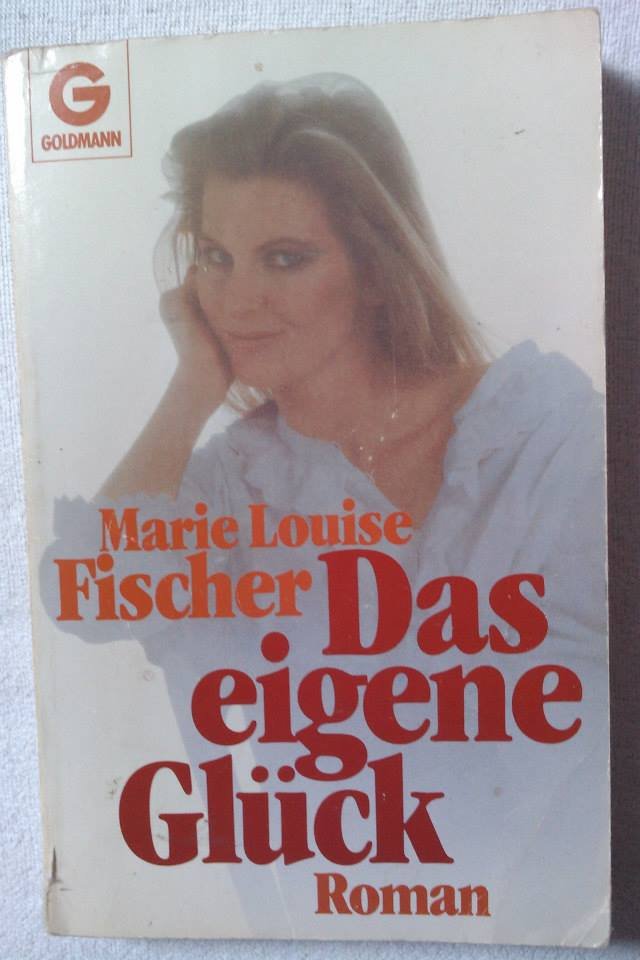 G
GOLDMANN
Marie Louise
Fischer
Das
eigene
Glück
Roman